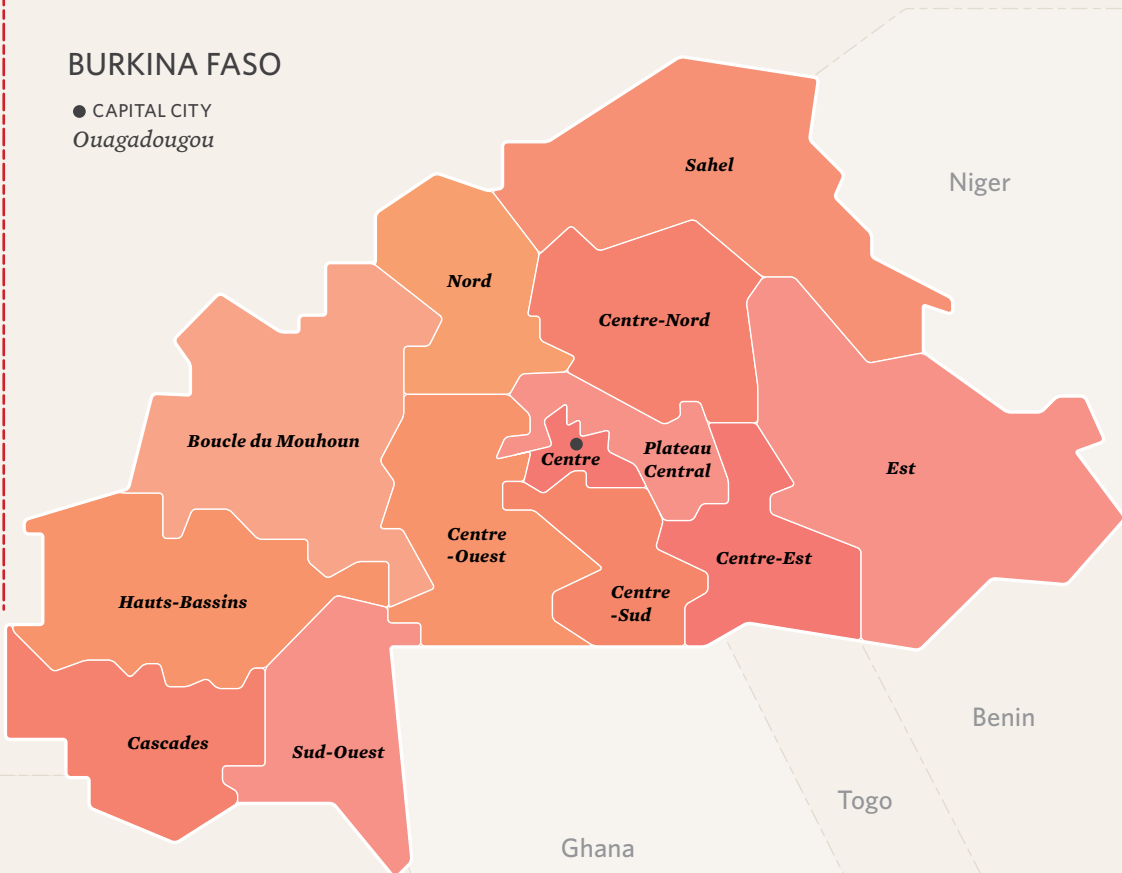 BURKINA FASO
CAPITAL CITY
Ouagadougou
Sahel
Niger
Nord
Centre-Nord
Boucle du Mouhoun
Plateau
Central
Centre
Est
Centre
-Ouest
Centre-Est
Hauts-Bassins
Centre
-Sud
Benin
Cascades
Sud-Ouest
Togo
Ghana